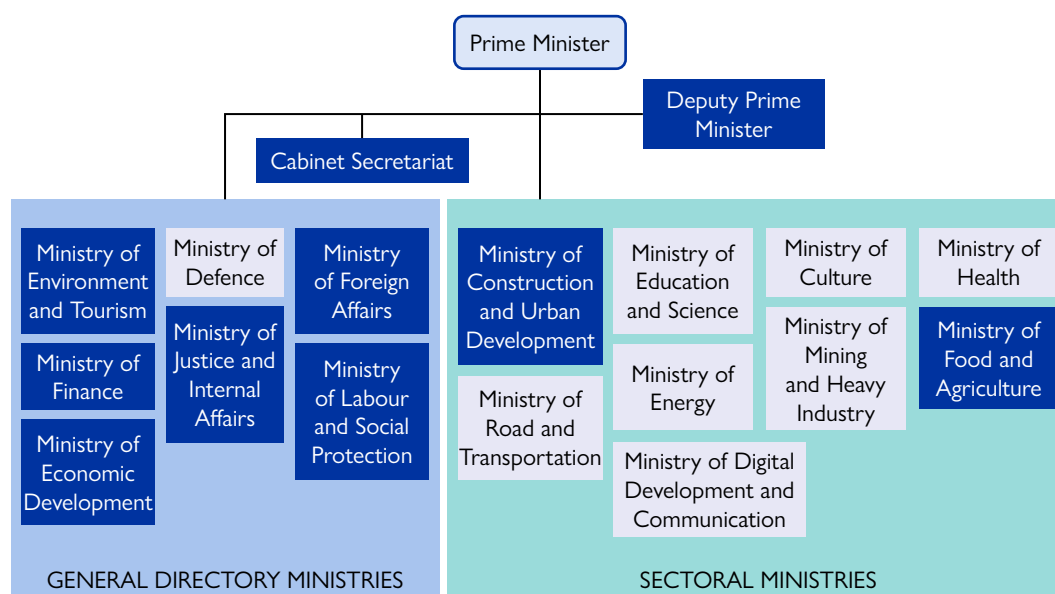 Prime Minister
Deputy Prime
Minister
Cabinet Secretariat
Ministry of
Environment
and Tourism
Ministry of
Finance
Ministry of
Economic
Development
Ministry of
Defence
Ministry of
Justice and
Internal
Affairs
Ministry
of Foreign
Affairs
Ministry
of Labour
and Social
Protection
GENERAL DIRECTORY MINISTRIES
Ministry of
Construction
and Urban
Development
Ministry of
Road and
Transportation
Ministry of
Education
and Science
Ministry of
Energy
Ministry of Digital
Development and
Communication
Ministry of
Culture
Ministry of
Mining
and Heavy
Industry
Ministry of
Health
Ministry of
Food and
Agriculture
SECTORAL MINISTRIES